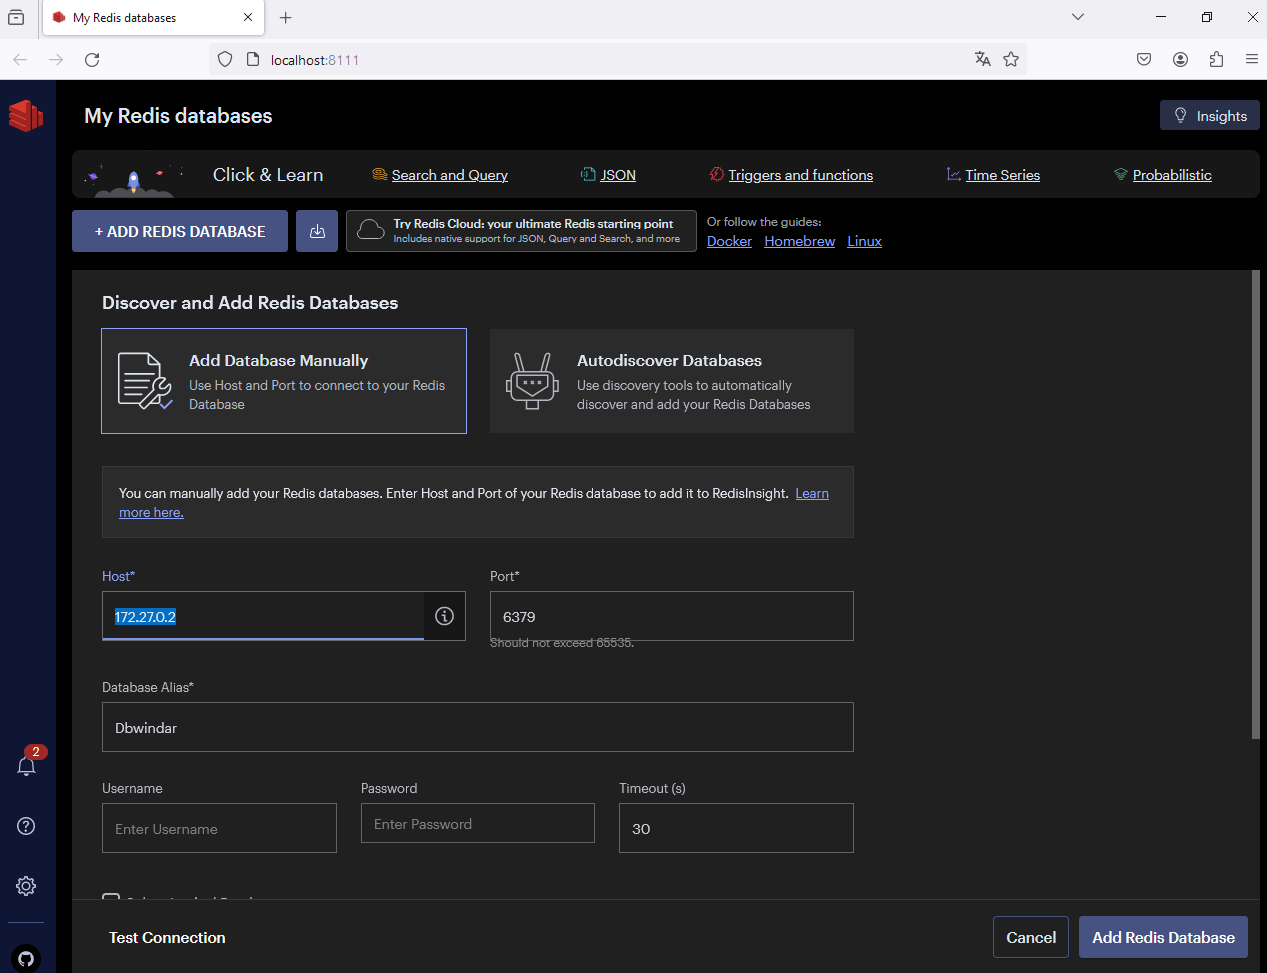 My Redis databases
localhost:8111
My Redis databases
Insights
Click & Learn
Search and Query
JSON
Triggers and functions
Time Series
Probabilistic
+ ADD REDIS DATABASE
Try Redis Cloud: your ultimate Redis starting point
Includes native support for JSON, Query and Search, and more
Or follow the guides:
Docker Homebrew Linux
Discover and Add Redis Databases
Add Database Manually
Use Host and Port to connect to your Redis
Database
Autodiscover Databases
Use discovery tools to automatically
discover and add your Redis Databases
You can manually add your Redis databases. Enter Host and Port of your Redis database to add it to RedisInsight. Learn
more here.
Host*
Port*
172.27.0.2
6379
Should not exceed 65535.
Database Alias*
Dbwindar
Username
Password
Timeout (s)
Enter Username
Enter Password
30
2
Test Connection
Cancel
Add Redis Database